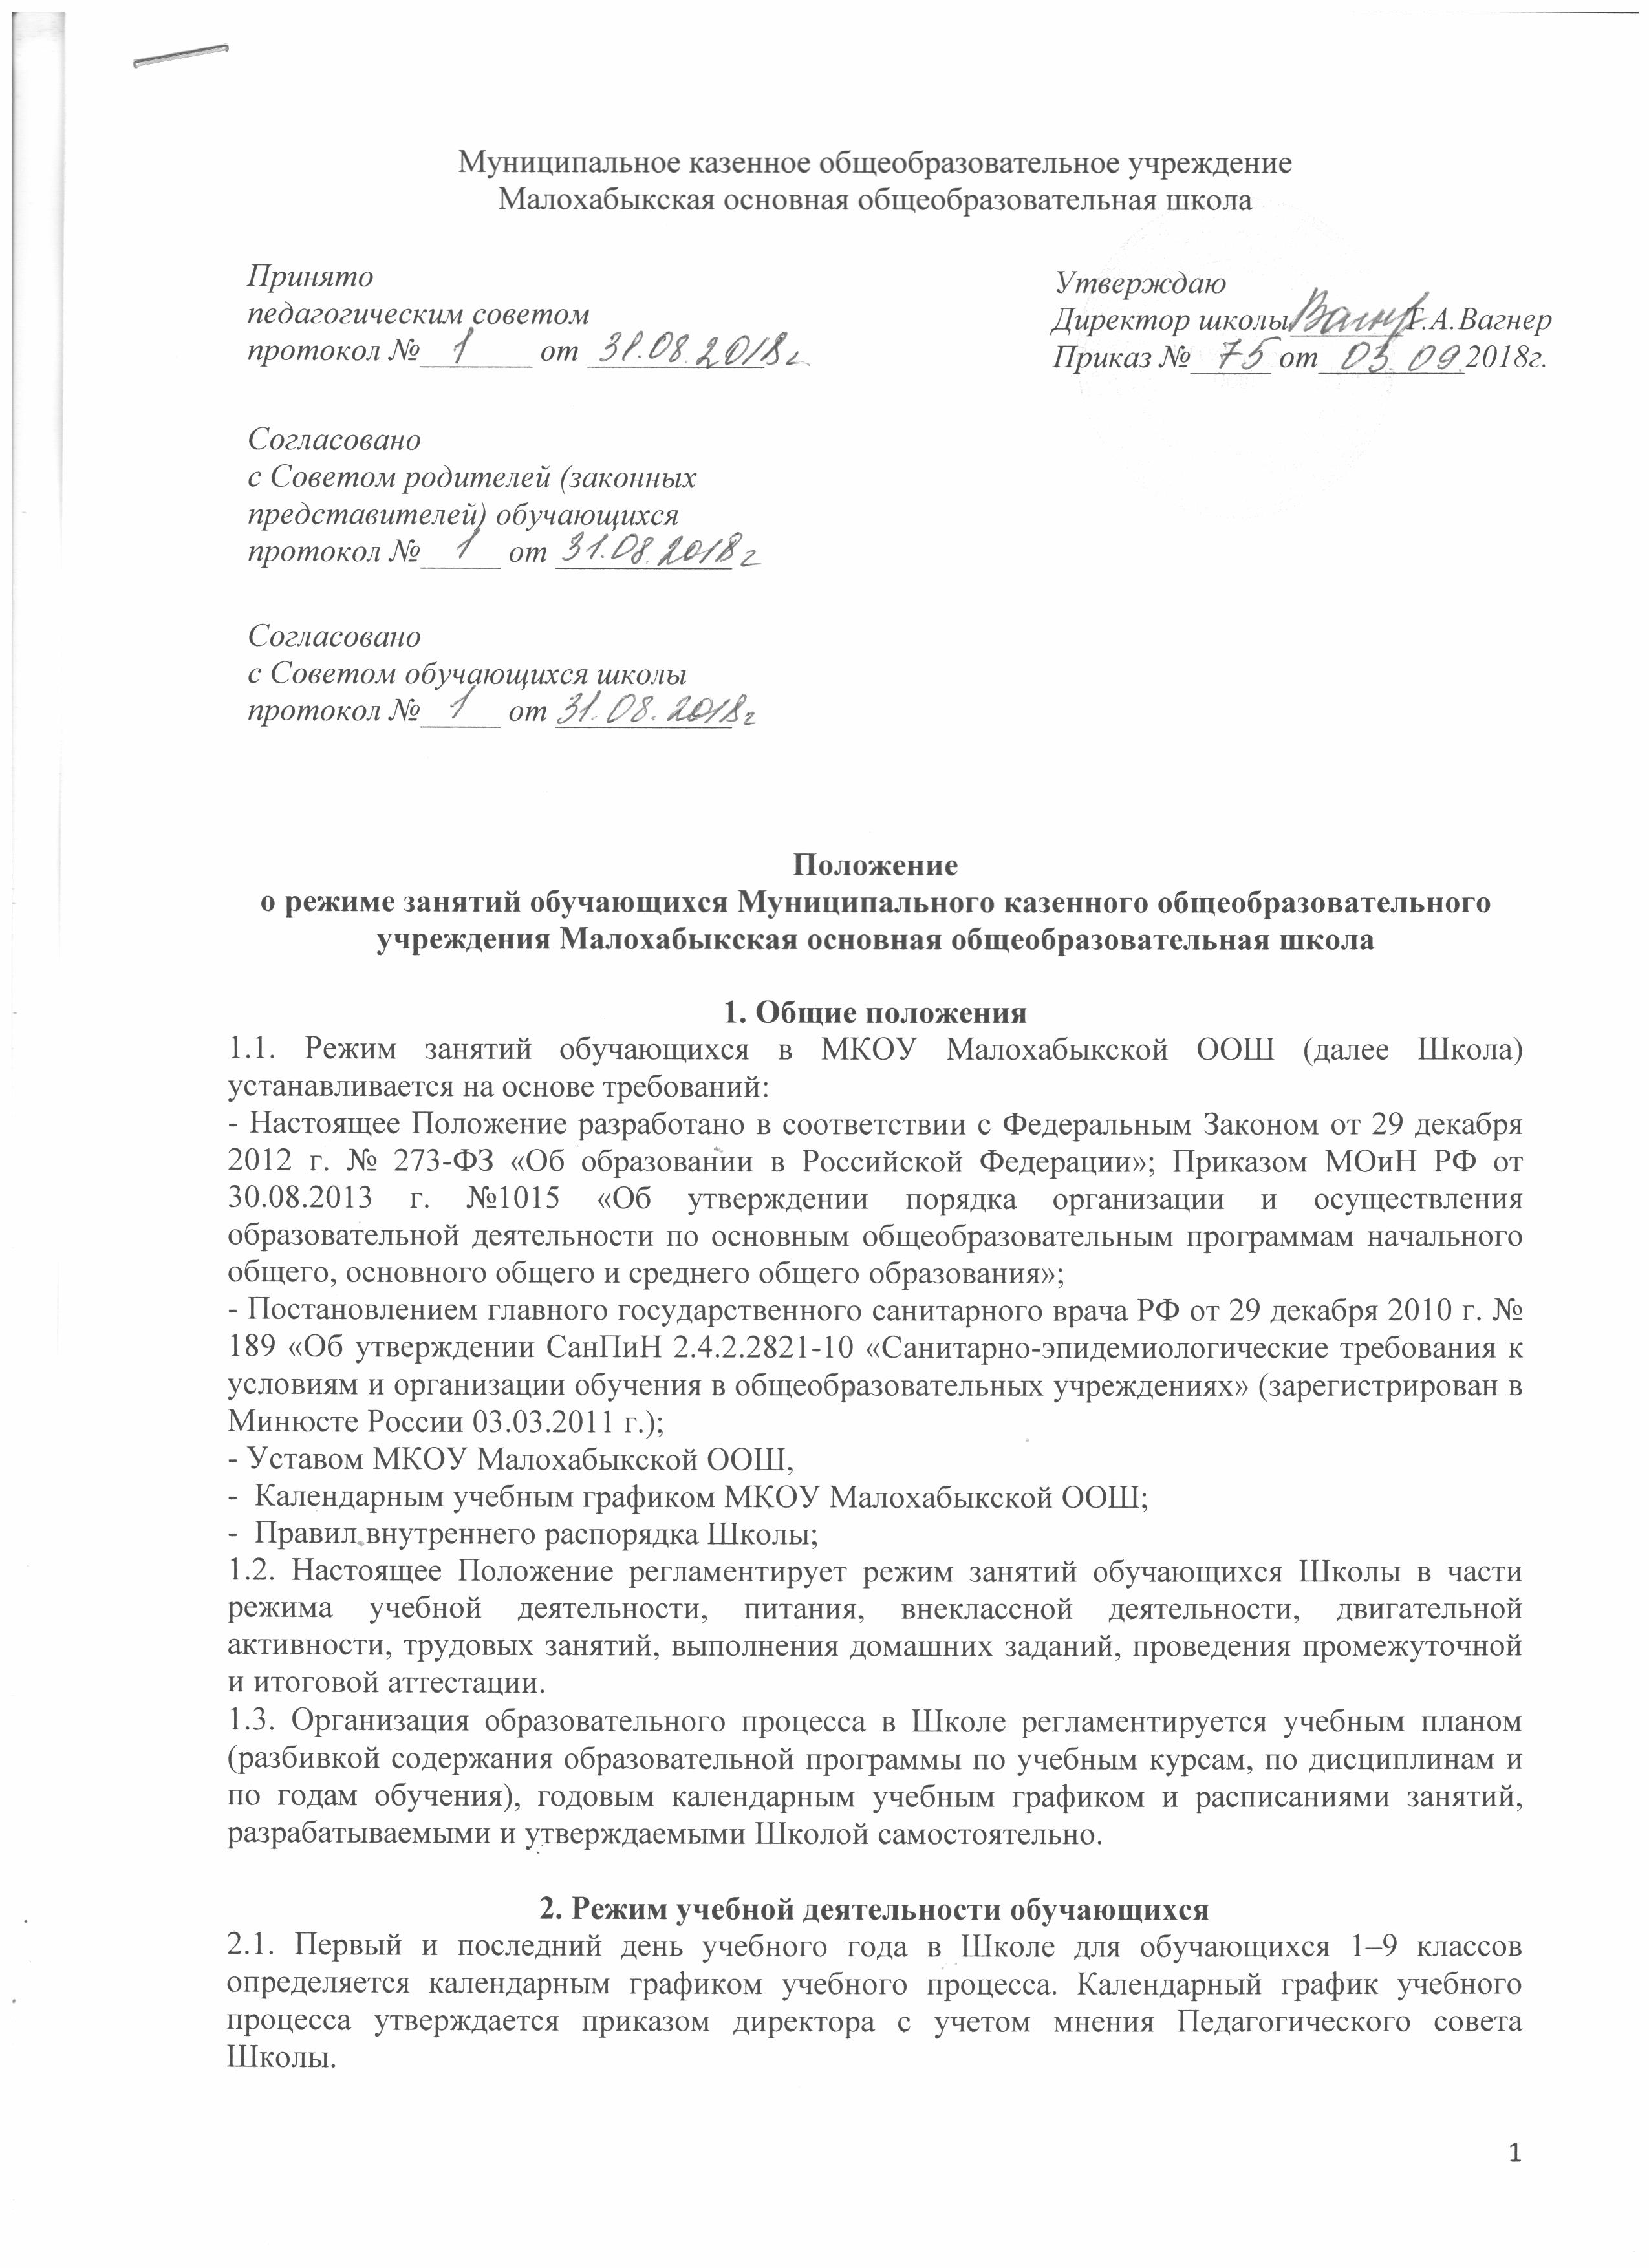 Муниципальное казенное общеобразовательное учреждение
Малохабыкская основная общеобразовательная школа
Принято
педагогическим советом
протокол № 1 от 31.08.2018г
Утверждаю
Директор школы Вагнер Г.А.Вагнер
Приказ № 75 от 03.09.2018г.
Согласовано
с Советом родителей (законных
представителей) обучающихся
протокол № 1 от 31.08.2018г
Согласовано
с Советом обучающихся школы
протокол № 1 от 31.08.2018г
Положение
о режиме занятий обучающихся Муниципального казенного общеобразовательного
учреждения Малохабыкская основная общеобразовательная школа
1. Общие положения
1.1. Режим занятий обучающихся в МКОУ Малохабыкской ООШ (далее Школа)
устанавливается на основе требований:
- Настоящее Положение разработано в соответствии с Федеральным Законом от 29 декабря
2012 г. № 273-ФЗ «Об образовании в Российской Федерации»; Приказом МОиН РФ от
30.08.2013 г. №1015 «Об утверждении порядка организации и осуществления
образовательной деятельности по основным общеобразовательным программам начального
общего, основного общего и среднего общего образования»;
- Постановлением главного государственного санитарного врача РФ от 29 декабря 2010 г. №
189 «Об утверждении СанПиН 2.4.2.2821-10 «Санитарно-эпидемиологические требования к
условиям и организации обучения в общеобразовательных учреждениях» (зарегистрирован в
Минюсте России 03.03.2011 г.);
- Уставом МКОУ Малохабыкской ООШ,
- Календарным учебным графиком МКОУ Малохабыкской ООШ;
- Правил внутреннего распорядка Школы;
1.2. Настоящее Положение регламентирует режим занятий обучающихся Школы в части
режима учебной деятельности, питания, внеклассной деятельности, двигательной
активности, трудовых занятий, выполнения домашних заданий, проведения промежуточной
и итоговой аттестации.
1.3. Организация образовательного процесса в Школе регламентируется учебным планом
(разбивкой содержания образовательной программы по учебным курсам, по дисциплинам и
по годам обучения), годовым календарным учебным графиком и расписаниями занятий,
разрабатываемыми и утверждаемыми Школой самостоятельно.
2. Режим учебной деятельности обучающихся
2.1. Первый и последний день учебного года в Школе для обучающихся 1–9 классов
определяется календарным графиком учебного процесса. Календарный график учебного
процесса утверждается приказом директора с учетом мнения Педагогического совета
Школы.
1